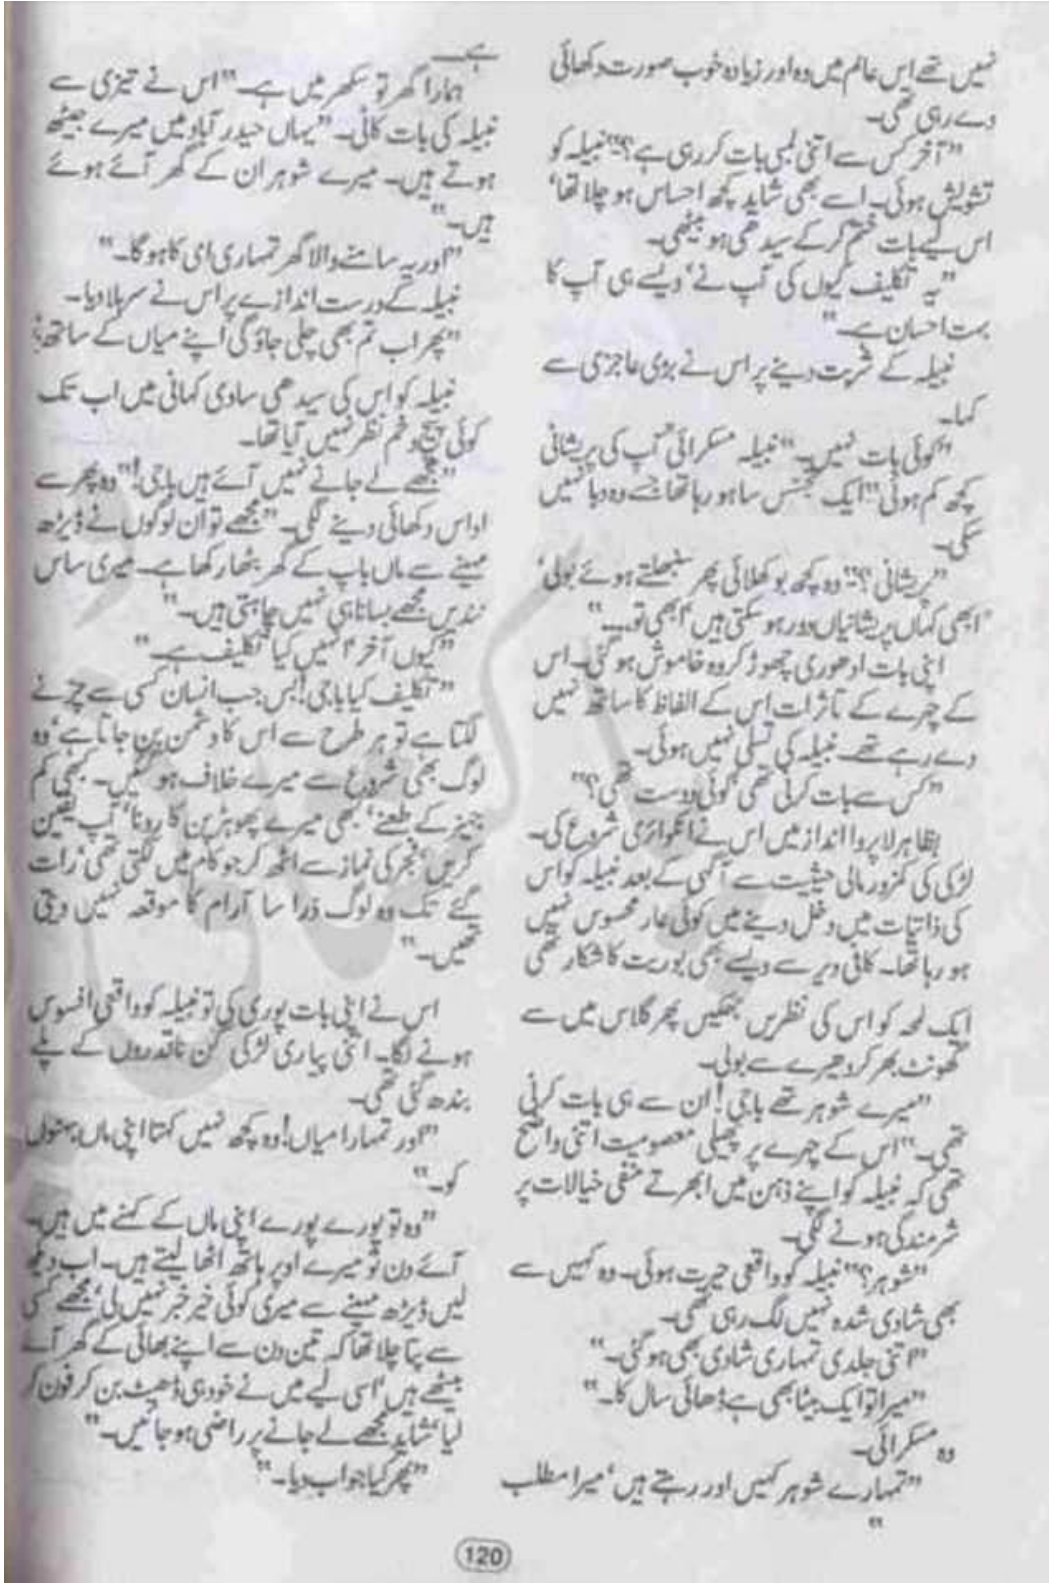 نہیں تھے اس عالم میں وہ اور زیادہ خوب صورت دکھائی
دے رہی تھی۔
"آخر کس سے اتنی لمبی بات کر رہی ہے؟" نبیلہ کو
تشویش ہوئی۔ اسے بھی شاید کچھ احساس ہو چلا تھا'
اس لیے بات ختم کر کے سیدھی ہو بیٹھی۔
"یہ تکلیف کیوں کی آپ نے' ویسے ہی آپ کا
بہت احسان ہے۔"
نبیلہ کے شربت دینے پر اس نے بڑی عاجزی سے
کہا۔
"کوئی بات نہیں۔" نبیلہ مسکرائی "آپ کی پریشانی
کچھ کم ہوئی" ایک تجسس سا ہو رہا تھا جسے وہ دبا نہیں
سکی۔
"پریشانی؟" وہ کچھ بوکھلائی پھر سنبھلتے ہوئے بولی'
"ابھی کہاں پریشانیاں دور ہو سکتی ہیں' ابھی تو۔۔۔"
اپنی بات ادھوری چھوڑ کر وہ خاموش ہو گئی۔ اس
کے چہرے کے تاثرات اس کے الفاظ کا ساتھ نہیں
دے رہے تھے۔ نبیلہ کی تسلی نہیں ہوئی۔
"کس سے بات کرنی تھی' کوئی دوست تھی؟"
بظاہر لاپروا انداز میں اس نے انکوائری شروع کی۔
لڑکی کی کمزور مالی حیثیت سے آگہی کے بعد نبیلہ کو اس
کی ذاتیات میں دخل دینے میں کوئی عار محسوس نہیں
ہو رہا تھا۔ کافی دیر سے ویسے بھی بوریت کا شکار تھی
ایک لمحہ کو اس کی نظریں جھکیں پھر گلاس میں سے
گھونٹ بھر کر دھیرے سے بولی۔
"میرے شوہر تھے باجی! ان سے ہی بات کرنی
تھی۔" اس کے چہرے پر پھیلی معصومیت اتنی واضح
تھی کہ نبیلہ کو اپنے ذہن میں ابھرتے منفی خیالات پر
شرمندگی ہونے لگی۔
"شوہر؟" نبیلہ کو واقعی حیرت ہوئی۔ وہ کہیں سے
بھی شادی شدہ نہیں لگ رہی تھی۔
"اتنی جلدی تمہاری شادی بھی ہو گئی۔"
"میرا تو ایک بیٹا بھی ہے ڈھائی سال کا۔"
وہ مسکرائی۔
"تمہارے شوہر کہیں اور رہتے ہیں' میرا مطلب
"
ہے۔
ہمارا گھر تو سکھر میں ہے۔" اس نے تیزی سے
نبیلہ کی بات کاٹی۔ "یہاں حیدر آباد میں میرے جیٹھ
ہوتے ہیں۔ میرے شوہر ان کے گھر آئے ہوئے
ہیں۔"
"اور یہ سامنے والا گھر تمہاری امی کا ہو گا۔"
نبیلہ کے درست اندازے پر اس نے سر ہلا دیا۔
"پھر اب تم بھی چلی جاؤ گی اپنے میاں کے ساتھ؟"
نبیلہ کو اس کی سیدھی سادی کہانی میں اب تک
کوئی پیچ و خم نظر نہیں آیا تھا۔
"مجھے لے جانے نہیں آئے ہیں باجی!" وہ پھر سے
اداس دکھائی دینے لگی۔ "مجھے تو ان لوگوں نے ڈیڑھ
مہینے سے ماں باپ کے گھر بٹھا رکھا ہے۔ میری ساس
نندیں مجھے بسانا ہی نہیں چاہتی ہیں۔"
"کیوں آخر' انہیں کیا تکلیف ہے۔"
"تکلیف کیا باجی! بس جب انسان کسی سے چڑنے
لگتا ہے تو ہر طرح سے اس کا دشمن بن جاتا ہے' وہ
لوگ بھی شروع سے میرے خلاف ہو گئیں۔ کبھی کم
جہیز کے طعنے' کبھی میرے پھوہڑپن کا رونا' آپ یقین
کریں' فجر کی نماز سے اٹھ کر جو کام میں لگتی تھی' رات
گئے تک وہ لوگ ذرا سا آرام کا موقعہ نہیں دیتی
تھیں۔"
اس نے اپنی بات پوری کی تو نبیلہ کو واقعی افسوس
ہونے لگا۔ اتنی پیاری لڑکی کن ناقدروں کے پلے
بندھ گئی تھی۔
"اور تمہارا میاں! وہ کچھ نہیں کہتا اپنی ماں بہنوں
کو۔"
"وہ تو پورے پورے اپنی ماں کے کہنے میں ہیں۔
آئے دن تو میرے اوپر ہاتھ اٹھا لیتے ہیں۔ اب دیکھ
لیں ڈیڑھ مہینے سے میری کوئی خیر خبر نہیں لی' مجھے کسی
سے پتا چلا تھا کہ تین دن سے اپنے بھائی کے گھر آئے
بیٹھے ہیں' اسی لیے میں نے خود ہی ڈھیٹ بن کر فون کر
لیا' شاید مجھے لے جانے پر راضی ہو جائیں۔"
"پھر کیا جواب دیا۔"
120